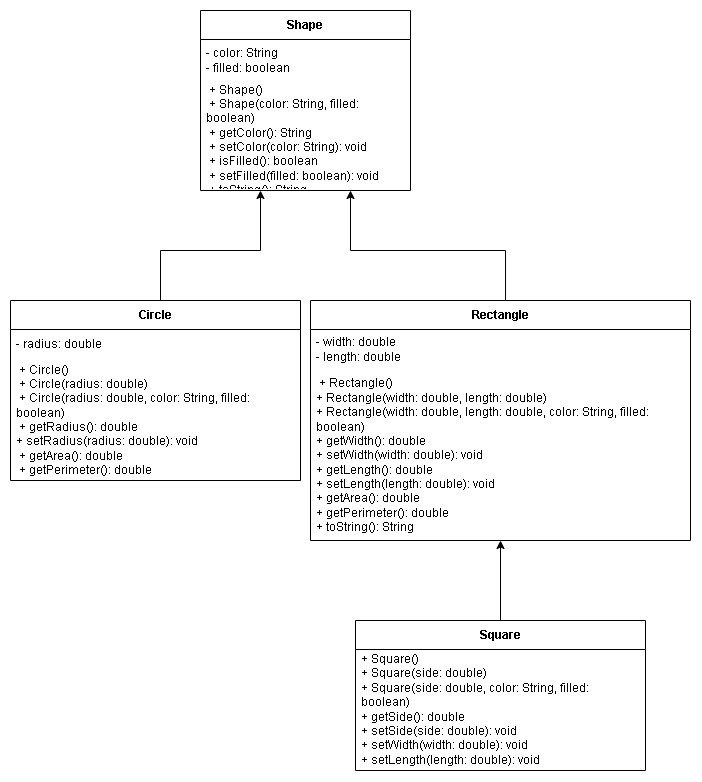 Shape
- color: String
- filled: boolean
+ Shape()
+ Shape(color: String, filled:
boolean)
+ getColor(): String
+ setColor(color: String): void
+ isFilled(): boolean
+ setFilled(filled: boolean): void
+ toString(): String
Circle
- radius: double
+ Circle()
+ Circle(radius: double)
+ Circle(radius: double, color: String, filled:
boolean)
+ getRadius(): double
+ setRadius(radius: double): void
+ getArea(): double
+ getPerimeter(): double
Rectangle
- width: double
- length: double
+ Rectangle()
+ Rectangle(width: double, length: double)
+ Rectangle(width: double, length: double, color: String, filled:
boolean)
+ getWidth(): double
+ setWidth(width: double): void
+ getLength(): double
+ setLength(length: double): void
+ getArea(): double
+ getPerimeter(): double
+ toString(): String
Square
+ Square()
+ Square(side: double)
+ Square(side: double, color: String, filled:
boolean)
+ getSide(): double
+ setSide(side: double): void
+ setWidth(width: double): void
+ setLength(length: double): void